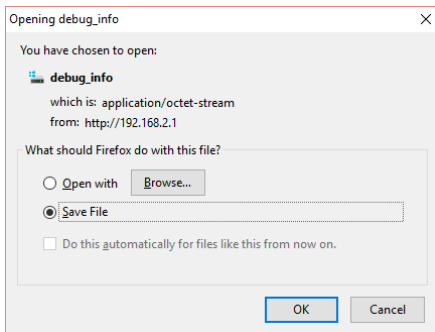 Opening debug_info
You have chosen to open:
debug_info
which is: application/octet-stream
from: http://192.168.2.1
What should Firefox do with this file?
Open with Browse...
Save File
Do this automatically for files like this from now on.
OK Cancel